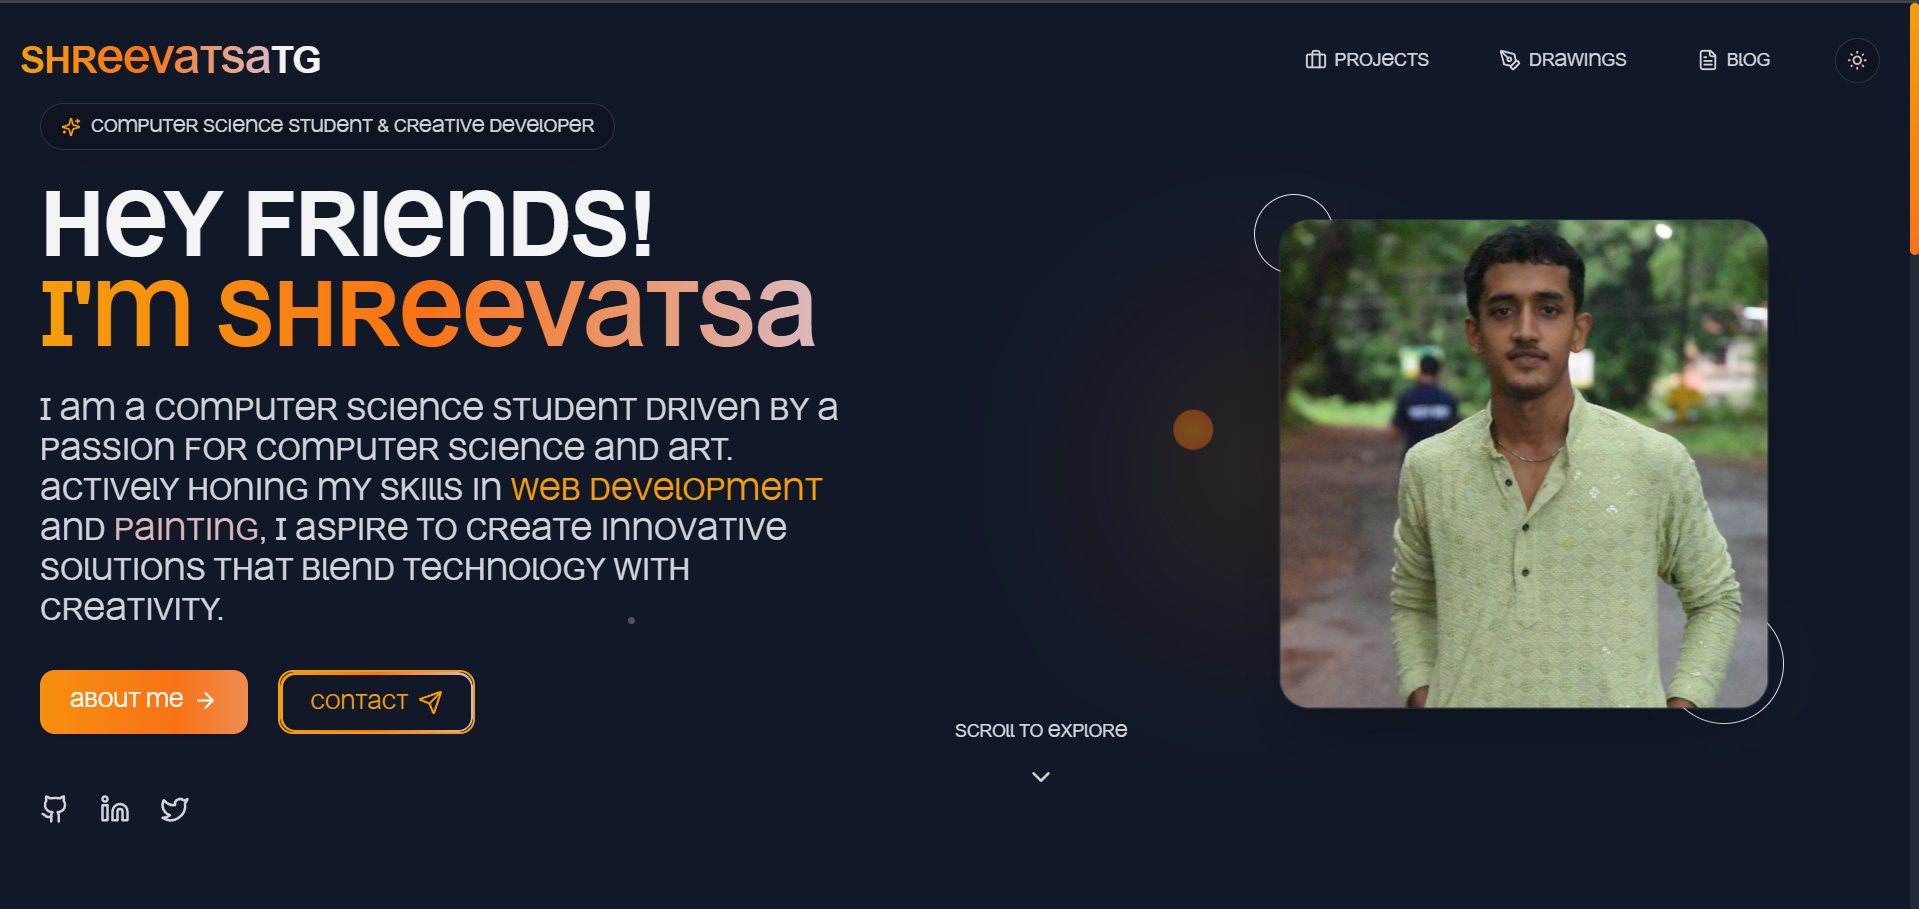 SHReevaTsaTG
PROJecTS
DRawInGS
BlOG
COmPUTeR SCIence STuDenT & CReaTIve DevelOPeR
Hey FRIenDS!
I'm SHReevaTsa
I am a COmPUTeR SCIence STuDenT DRIven BY a
PaSSIOn FOR COmPUTeR SCIence anD aRT.
aCTIvelY HOnInG mY SKIllS In WeB DevelOPmenT
anD PaInTInG, I aSPIRe TO CReaTe InnOvaTIve
SOluTIOnS THaT BlenD TeCHnOlOGY WITH
CReaTIvITY.
aBOuT me
COnTaCT
SCROll TO eXPlORe